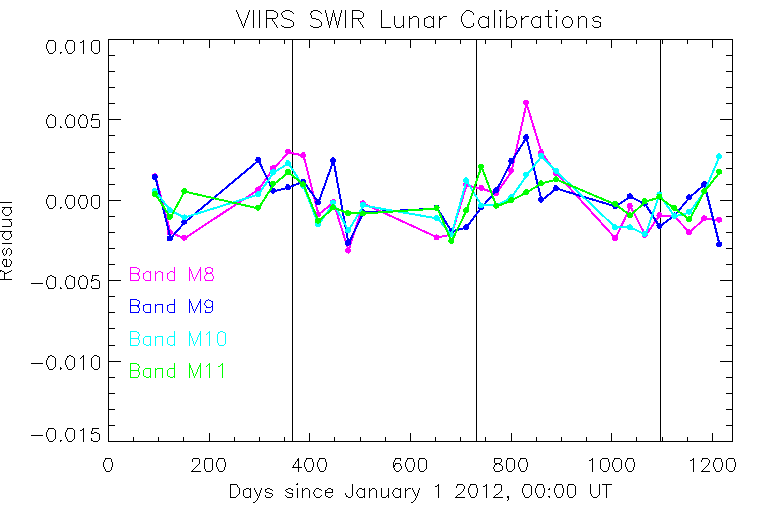 VIIRS SWIR Lunar Calibrations
0.010
0.005
0.000
−0.005
−0.010
−0.015
Residual
Band M8
Band M9
Band M10
Band M11
0 200 400 600 800 1000 1200
Days since January 1 2012, 00:00 UT